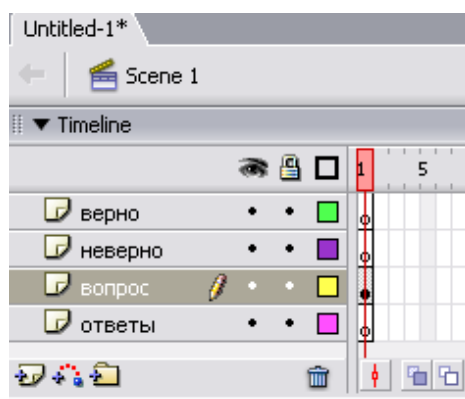 Untitled-1*
Scene 1
Timeline
1 5
верно
неверно
вопрос
ответы